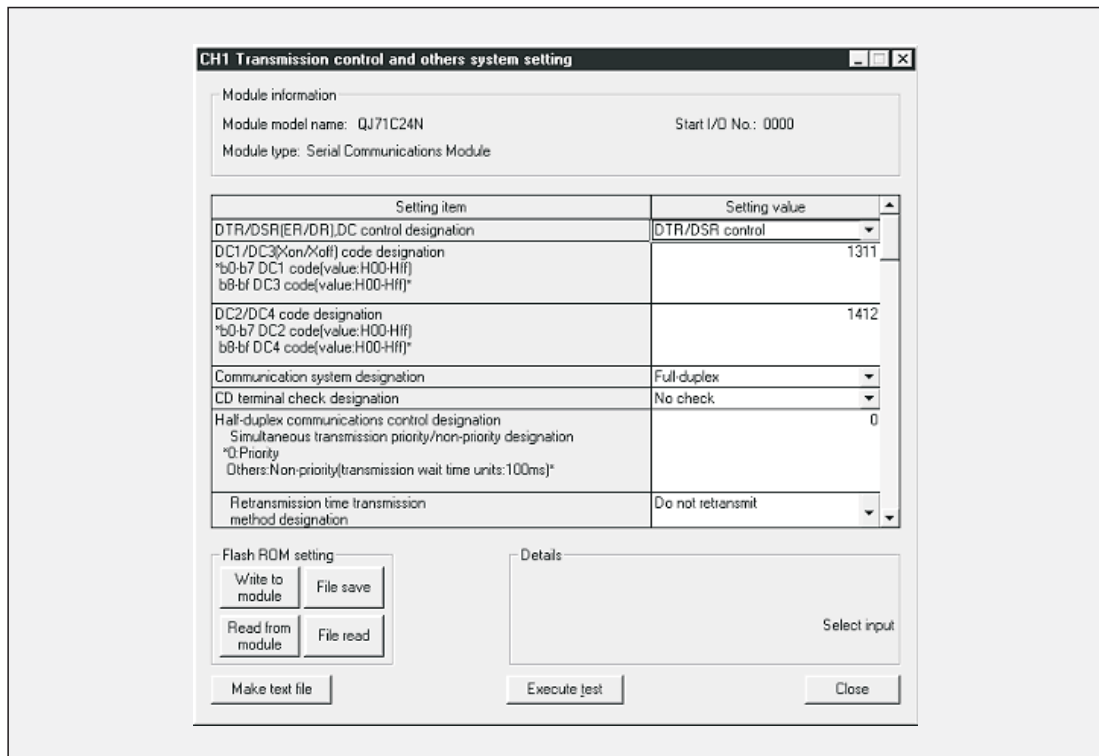 CH1 Transmission control and others system setting
Module information
Module model name: QJ71C24N
Start I/O No.: 0000
Module type: Serial Communications Module
Setting item
Setting value
DTR/DSR(ER/DR),DC control designation
DTR/DSR control
DC1/DC3(Xon/Xoff) code designation
1311
*b0-b7 DC1 code(value:H00-Hff)
b8-bf DC3 code(value:H00-Hff)*
DC2/DC4 code designation
1412
*b0-b7 DC2 code(value:H00-Hff)
b8-bf DC4 code(value:H00-Hff)*
Communication system designation
Full-duplex
CD terminal check designation
No check
Half-duplex communications control designation
0
Simultaneous transmission priority/non-priority designation
*0:Priority
Others:Non-priority(transmission wait time units:100ms)*
Retransmission time transmission
method designation
Do not retransmit
Flash ROM setting
Write to
module
File save
Read from
module
File read
Details
Select input
Make text file
Execute test
Close